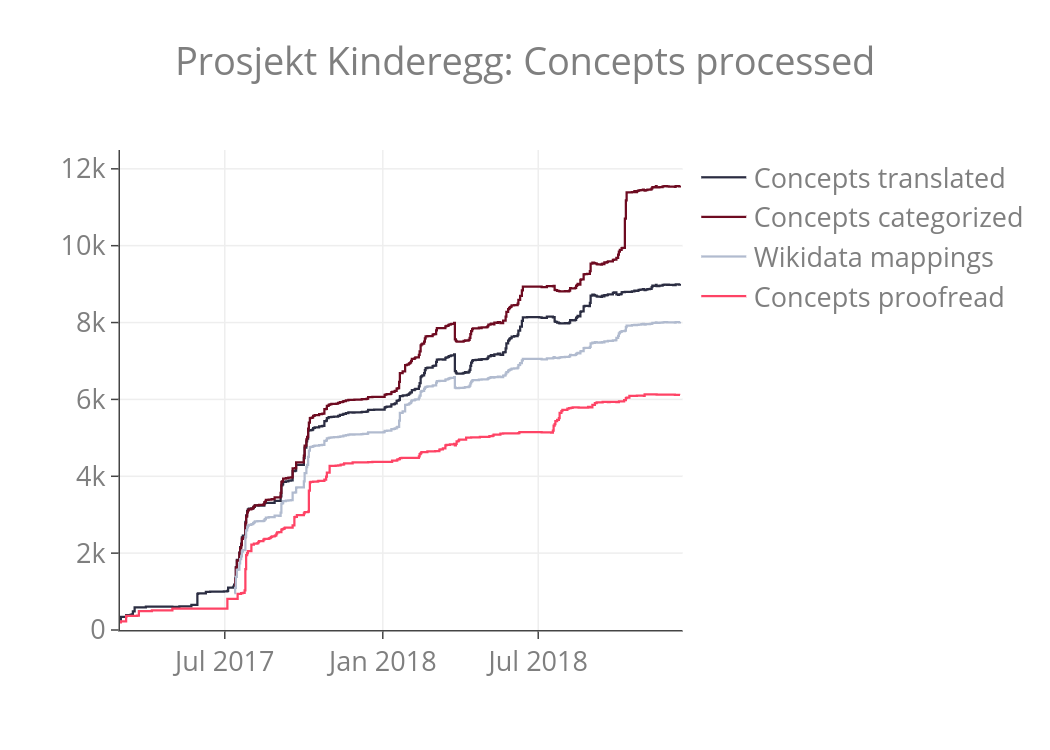 Prosjekt Kinderegg: Concepts processed
12k
10k
8k
6k
4k
2k
0
Jul 2017
Jan 2018
Jul 2018
Concepts translated
Concepts categorized
Wikidata mappings
Concepts proofread